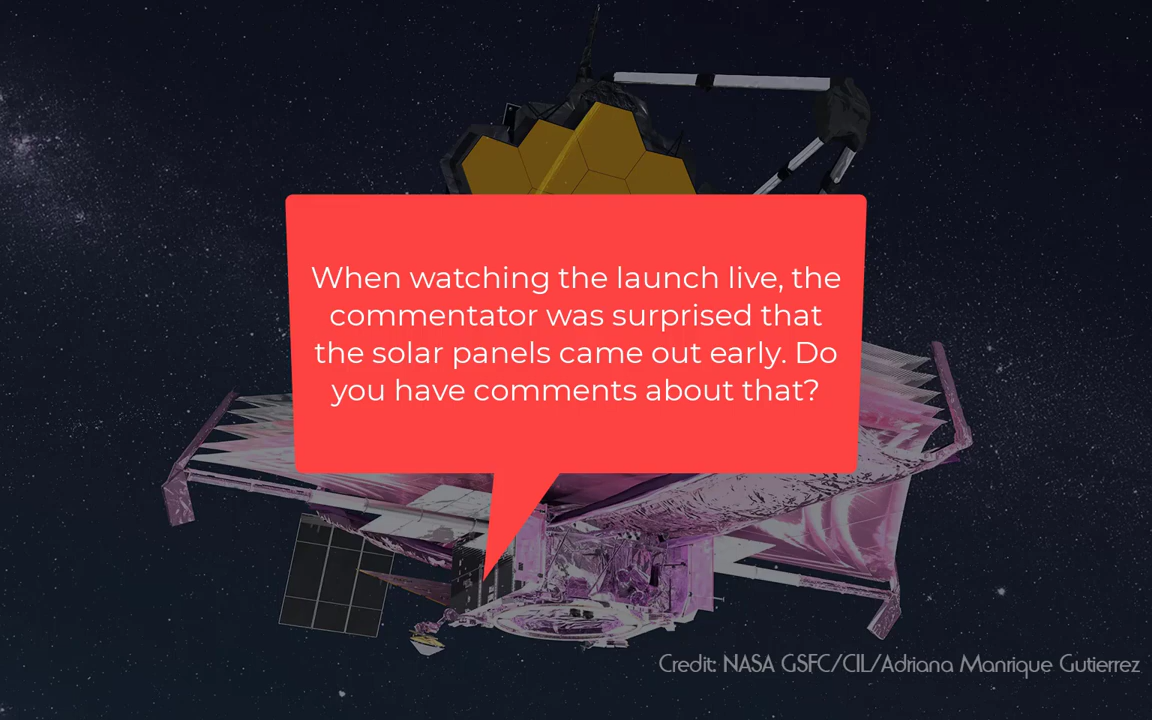 When watching the launch live, the
commentator was surprised that
the solar panels came out early. Do
you have comments about that?
Credit: NASA GSFC/CIL/Adriana Manrique Gutierrez